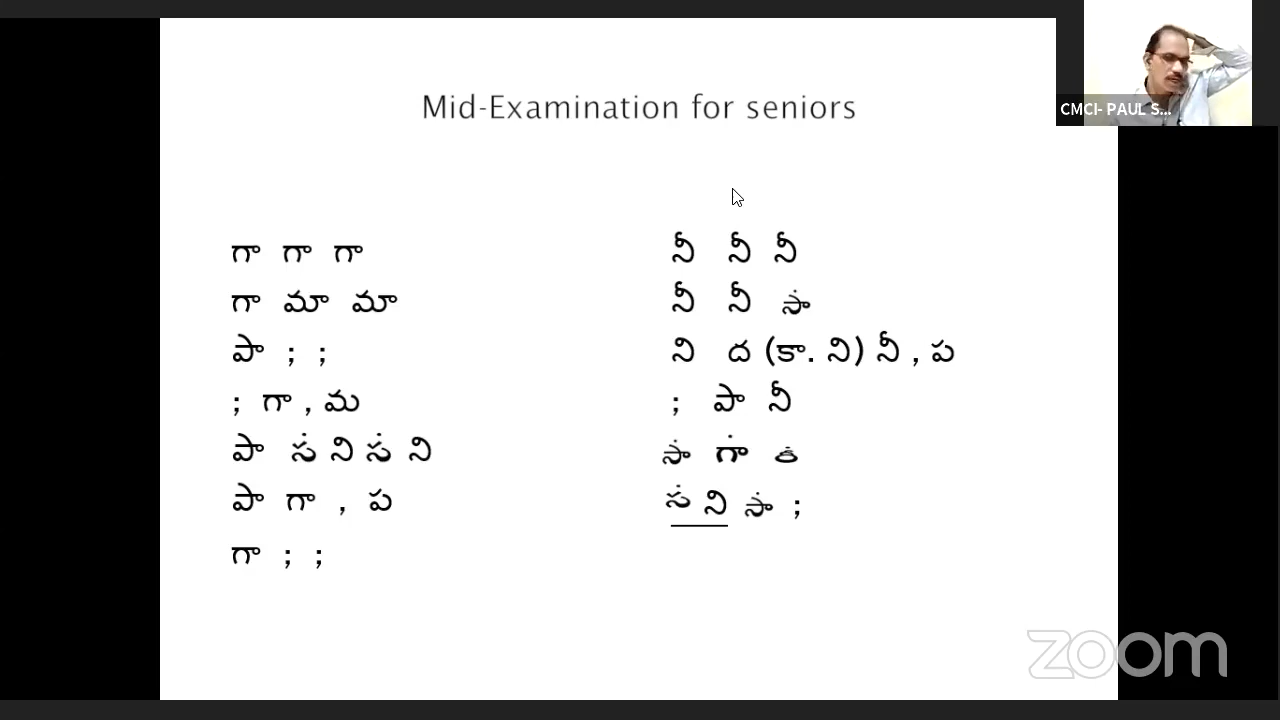 Mid-Examination for seniors
CMCI- PAUL S...
గా గా గా
గా మా మా
పా ; ;
; గా , మ
పా సં ని సં ని
పా గా , ప
గా ; ;
నీ నీ నీ
నీ నీ సాં
ని ద (కా. ని) నీ , ప
; పా నీ
సાં గాં
సં ని సాં ;
zoom